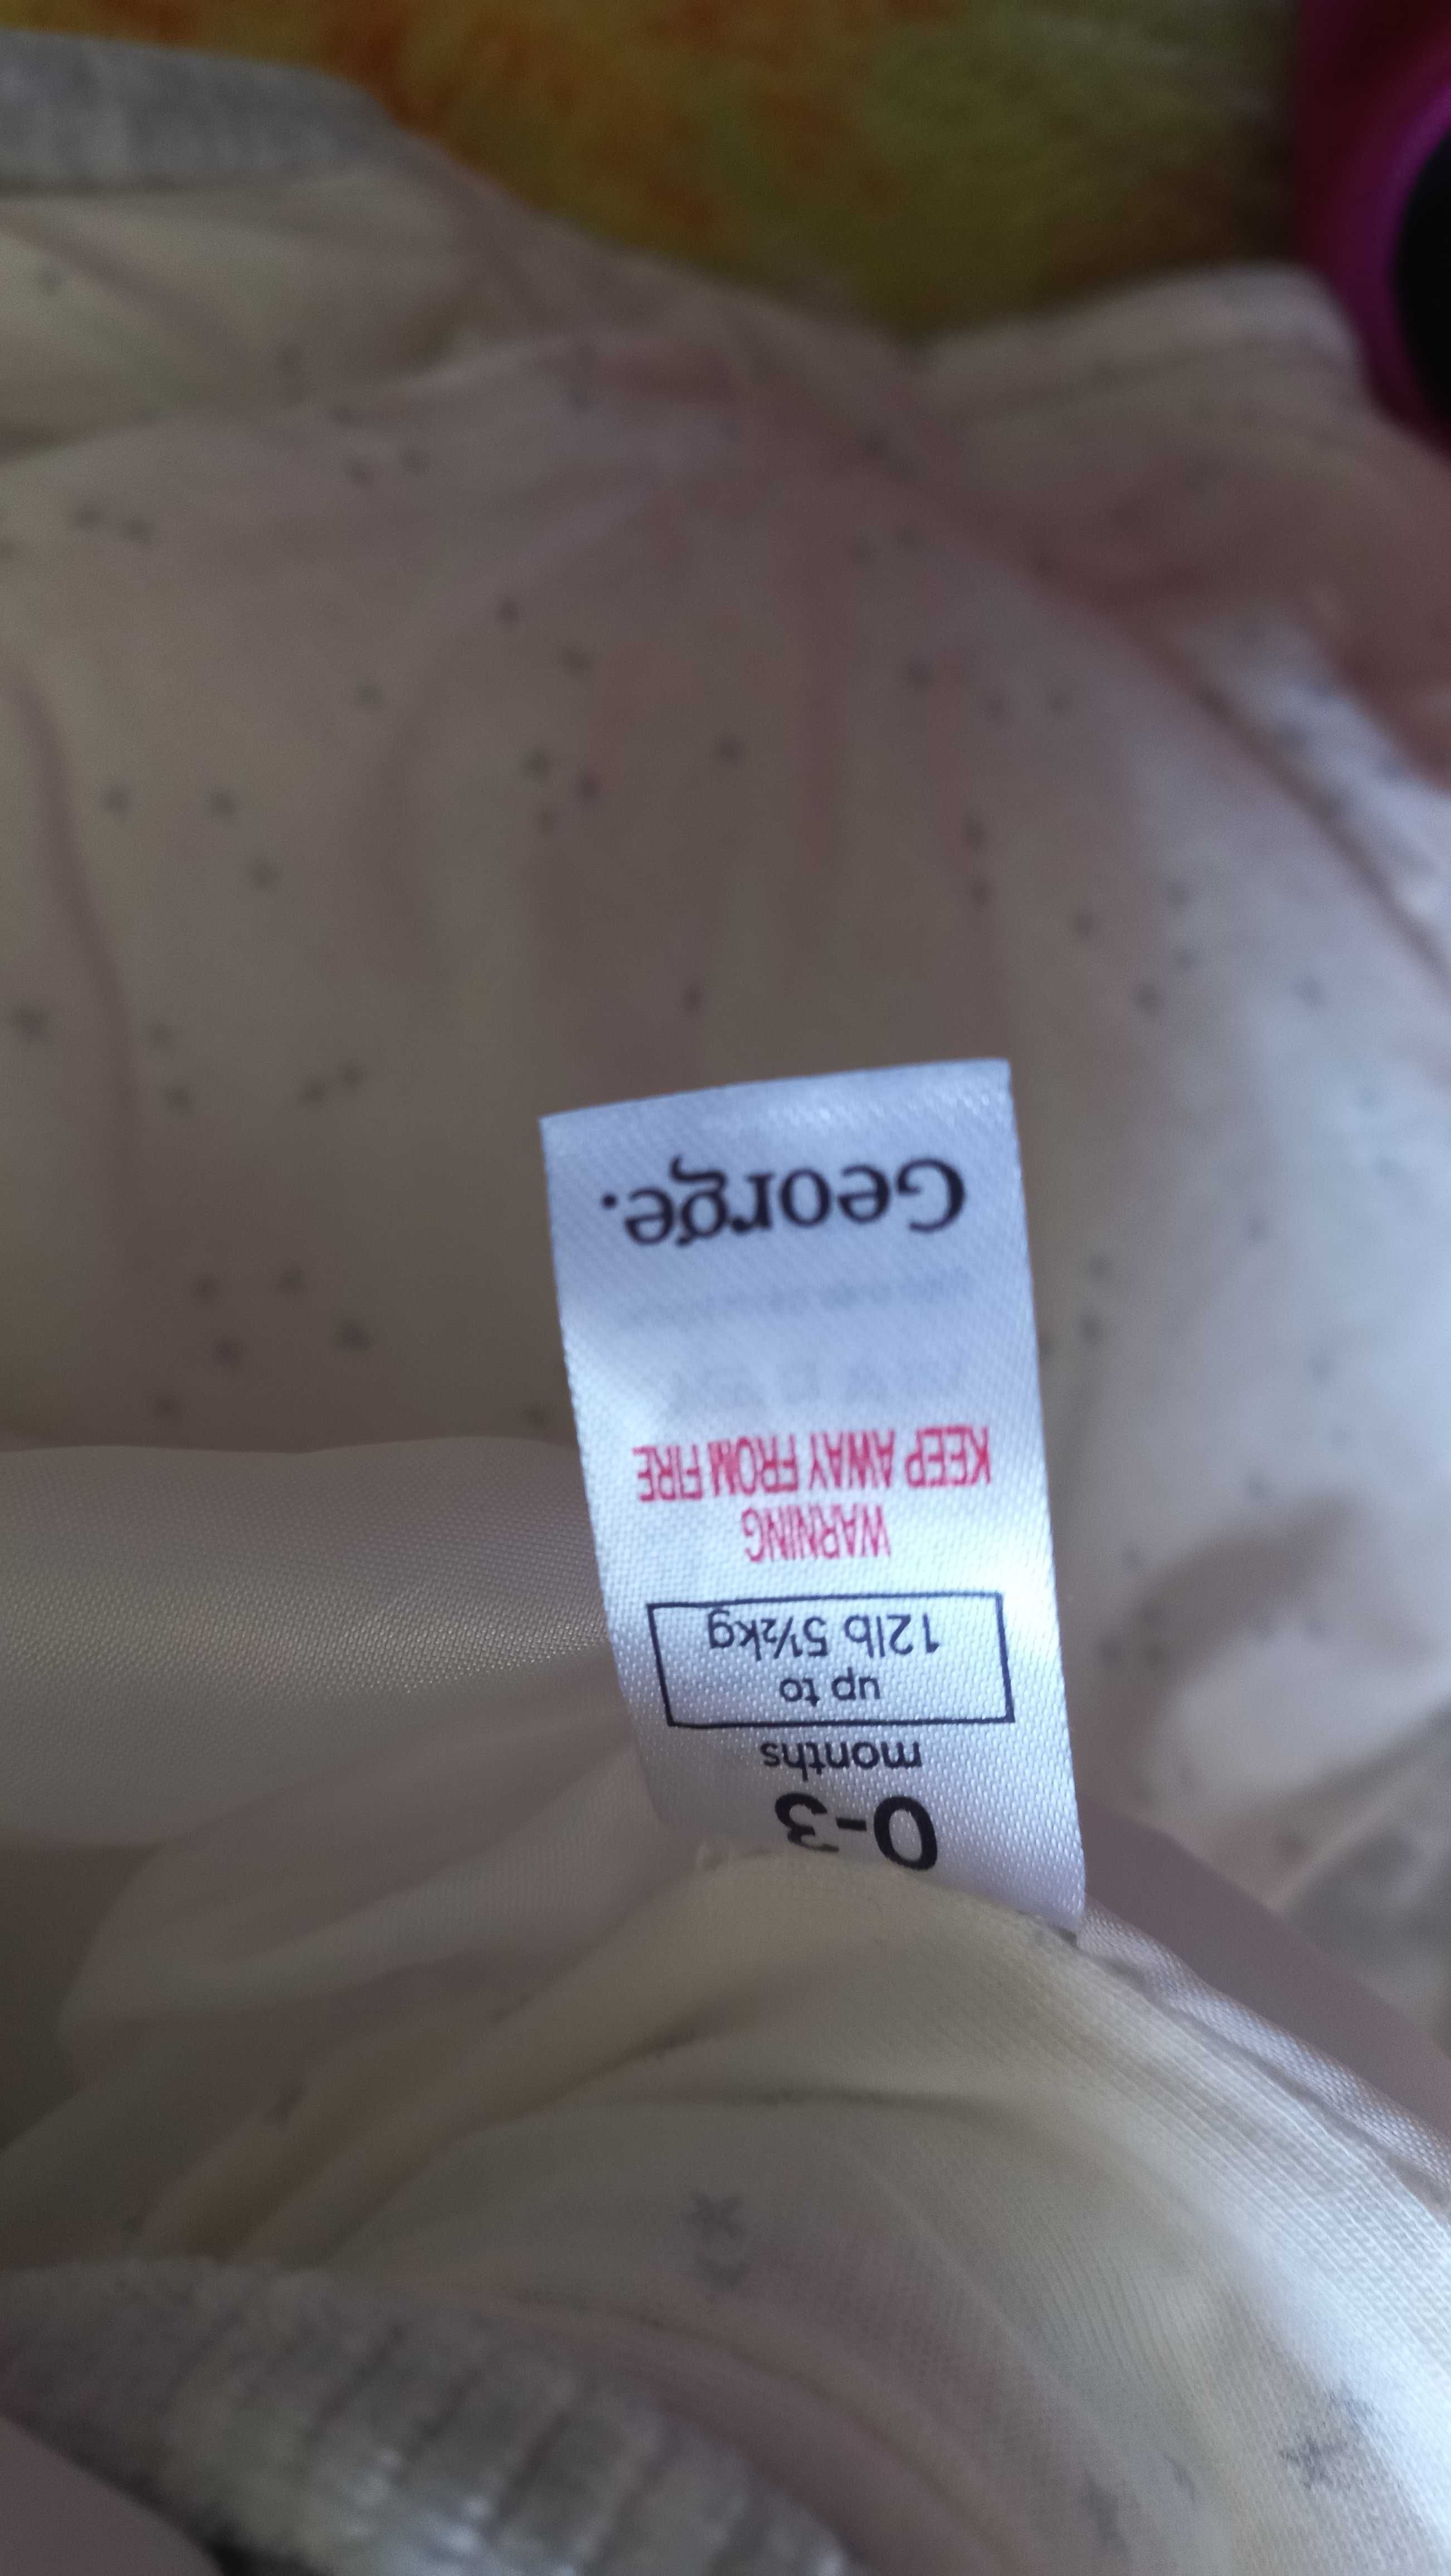 0-3
months
up to
12lb 5½kg
WARNING
KEEP AWAY FROM FIRE
George.